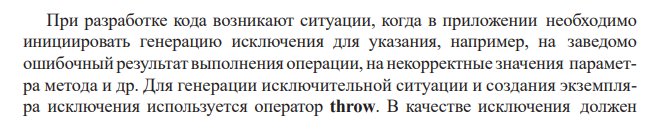 При разработке кода возникают ситуации, когда в приложении необходимо
инициировать генерацию исключения для указания, например, на заведомо
ошибочный результат выполнения операции, на некорректные значения парамет-
ра метода и др. Для генерации исключительной ситуации и создания экземпля-
ра исключения используется оператор throw. В качестве исключения должен